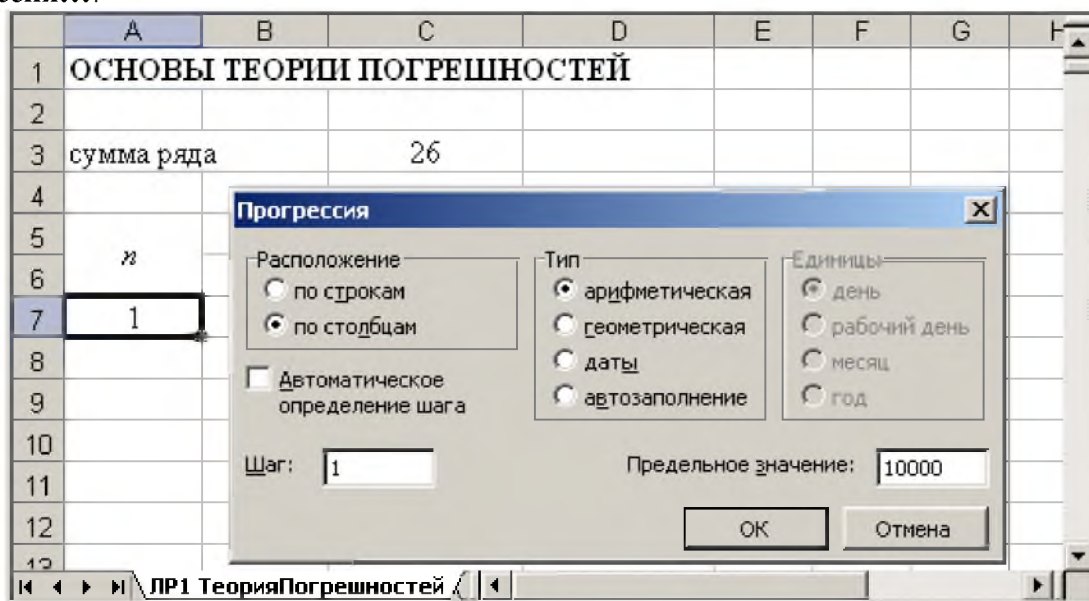 A B C D E F G
1 ОСНОВЫ ТЕОРИИ ПОГРЕШНОСТЕЙ
2
3 сумма ряда 26
4
5
n
6
7 1
8
9
10
11
12
13
Прогрессия
Расположение
по строкам
по столбцам
Автоматическое
определение шага
Тип
арифметическая
геометрическая
даты
автозаполнение
Единицы
день
рабочий день
месяц
год
Шаг: 1
Предельное значение: 10000
ОК Отмена
ЛР1 ТеорияПогрешностей